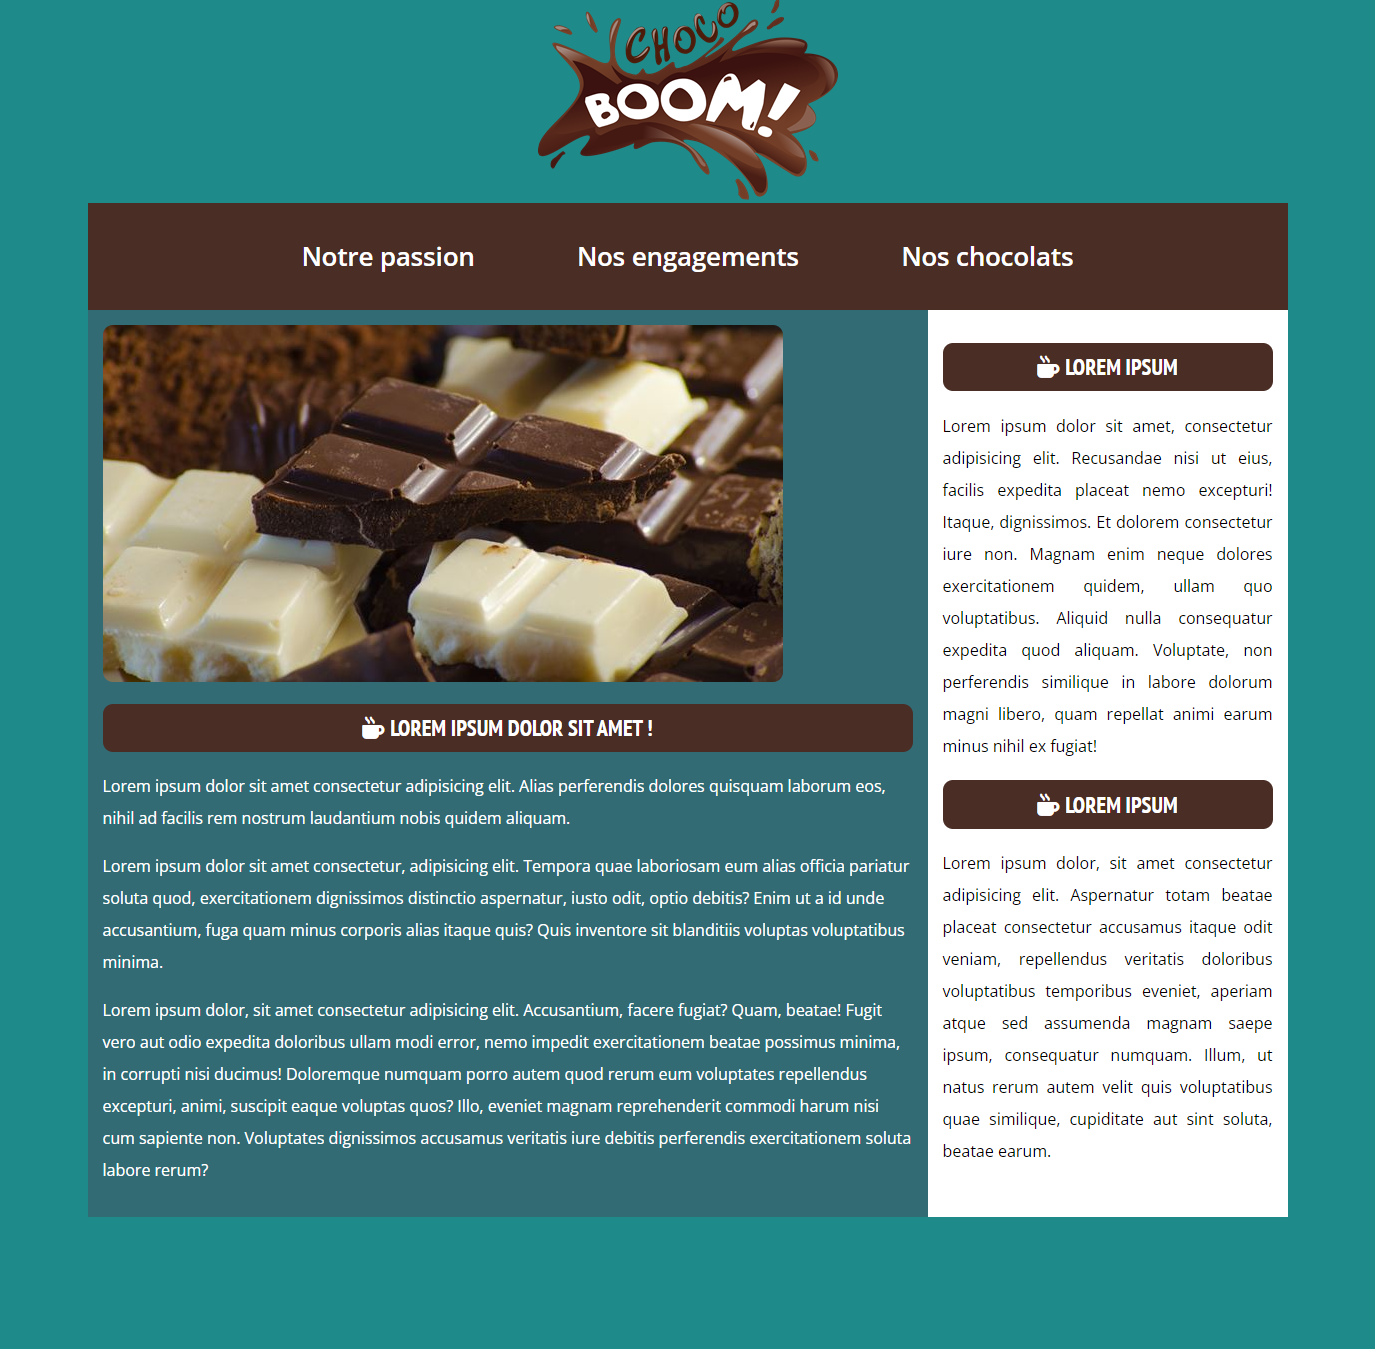 CHOCO
BOOM!
Notre passion
Nos engagements
Nos chocolats
LOREM IPSUM DOLOR SIT AMET !
Lorem ipsum dolor sit amet consectetur adipisicing elit. Alias perferendis dolores quisquam laborum eos,
nihil ad facilis rem nostrum laudantium nobis quidem aliquam.
Lorem ipsum dolor sit amet consectetur, adipisicing elit. Tempora quae laboriosam eum alias officia pariatur
soluta quod, exercitationem dignissimos distinctio aspernatur, iusto odit, optio debitis? Enim ut a id unde
accusantium, fuga quam minus corporis alias itaque quis? Quis inventore sit blanditiis voluptas voluptatibus
minima.
Lorem ipsum dolor, sit amet consectetur adipisicing elit. Accusantium, facere fugiat? Quam, beatae! Fugit
vero aut odio expedita doloribus ullam modi error, nemo impedit exercitationem beatae possimus minima,
in corrupti nisi ducimus! Doloremque numquam porro autem quod rerum eum voluptates repellendus
excepturi, animi, suscipit eaque voluptas quos? Illo, eveniet magnam reprehenderit commodi harum nisi
cum sapiente non. Voluptates dignissimos accusamus veritatis iure debitis perferendis exercitationem soluta
labore rerum?
LOREM IPSUM
Lorem ipsum dolor sit amet, consectetur
adipisicing elit. Recusandae nisi ut eius,
facilis expedita placeat nemo excepturi!
Itaque, dignissimos. Et dolorem consectetur
iure non. Magnam enim neque dolores
exercitationem quidem, ullam quo
voluptatibus. Aliquid nulla consequatur
expedita quod aliquam. Voluptate, non
perferendis similique in labore dolorum
magni libero, quam repellat animi earum
minus nihil ex fugiat!
LOREM IPSUM
Lorem ipsum dolor, sit amet consectetur
adipisicing elit. Aspernatur totam beatae
placeat consectetur accusamus itaque odit
veniam, repellendus veritatis doloribus
voluptatibus temporibus eveniet, aperiam
atque sed assumenda magnam saepe
ipsum, consequatur numquam. Illum, ut
natus rerum autem velit quis voluptatibus
quae similique, cupiditate aut sint soluta,
beatae earum.